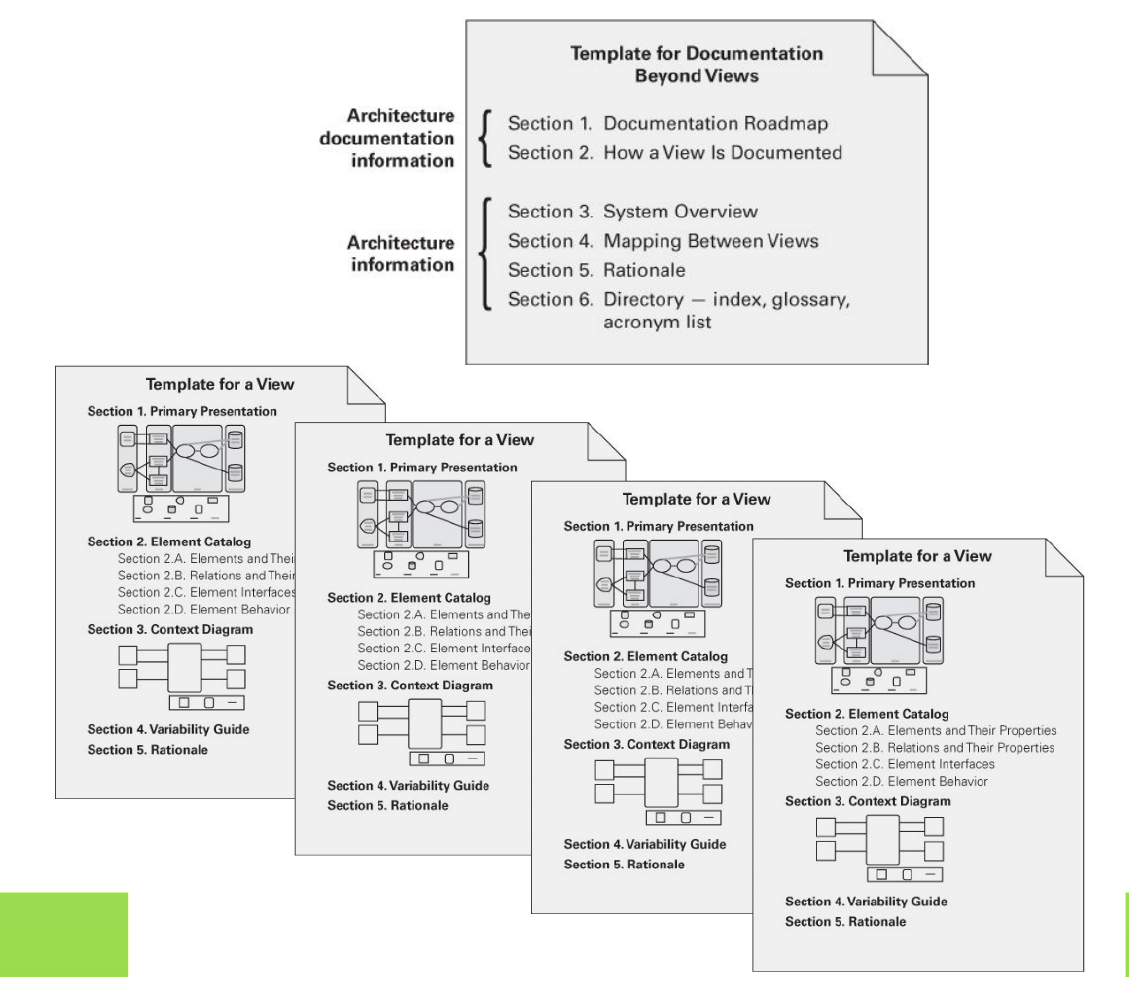 Template for Documentation
Beyond Views
Architecture
documentation
information
Section 1. Documentation Roadmap
Section 2. How a View Is Documented
Architecture
information
Section 3. System Overview
Section 4. Mapping Between Views
Section 5. Rationale
Section 6. Directory — index, glossary,
acronym list
Template for a View
Section 1. Primary Presentation
Section 2. Element Catalog
Section 2.A. Elements and Thei
Section 2.B. Relations and Their
Section 2.C. Element Interfaces
Section 2.D. Element Behavior
Section 3. Context Diagram
Section 4. Variability Guide
Section 5. Rationale
Template for a View
Section 1. Primary Presentation
Section 2. Element Catalog
Section 2.A. Elements and The
Section 2.B. Relations and Thei
Section 2.C. Element Interface
Section 2.D. Element Behavior
Section 3. Context Diagram
Section 4. Variability Guide
Section 5. Rationale
Template for a View
Section 1. Primary Presentation
Section 2. Element Catalog
Section 2.A. Elements and T
Section 2.B. Relations and T
Section 2.C. Element Interfa
Section 2.D. Element Behav
Section 3. Context Diagram
Section 4. Variability Guide
Section 5. Rationale
Template for a View
Section 1. Primary Presentation
Section 2. Element Catalog
Section 2.A. Elements and Their Properties
Section 2.B. Relations and Their Properties
Section 2.C. Element Interfaces
Section 2.D. Element Behavior
Section 3. Context Diagram
Section 4. Variability Guide
Section 5. Rationale